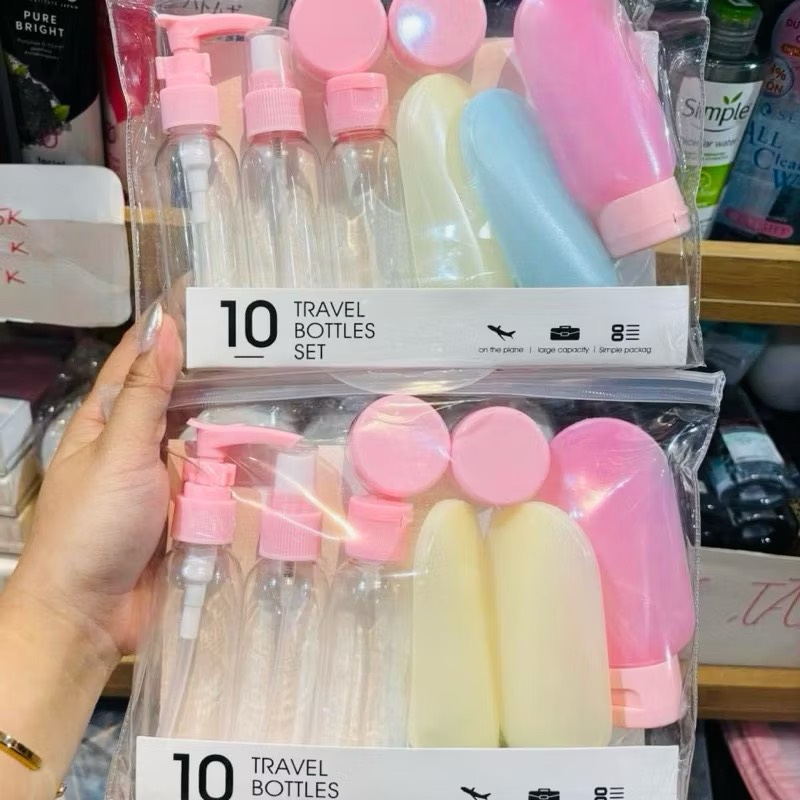 PURE
BRIGHT
5K
K
K
Simple
ALL
Clea
10
TRAVEL
BOTTLES
SET
on the plane | large capacity | Simple packag
10
TRAVEL
BOTTLES